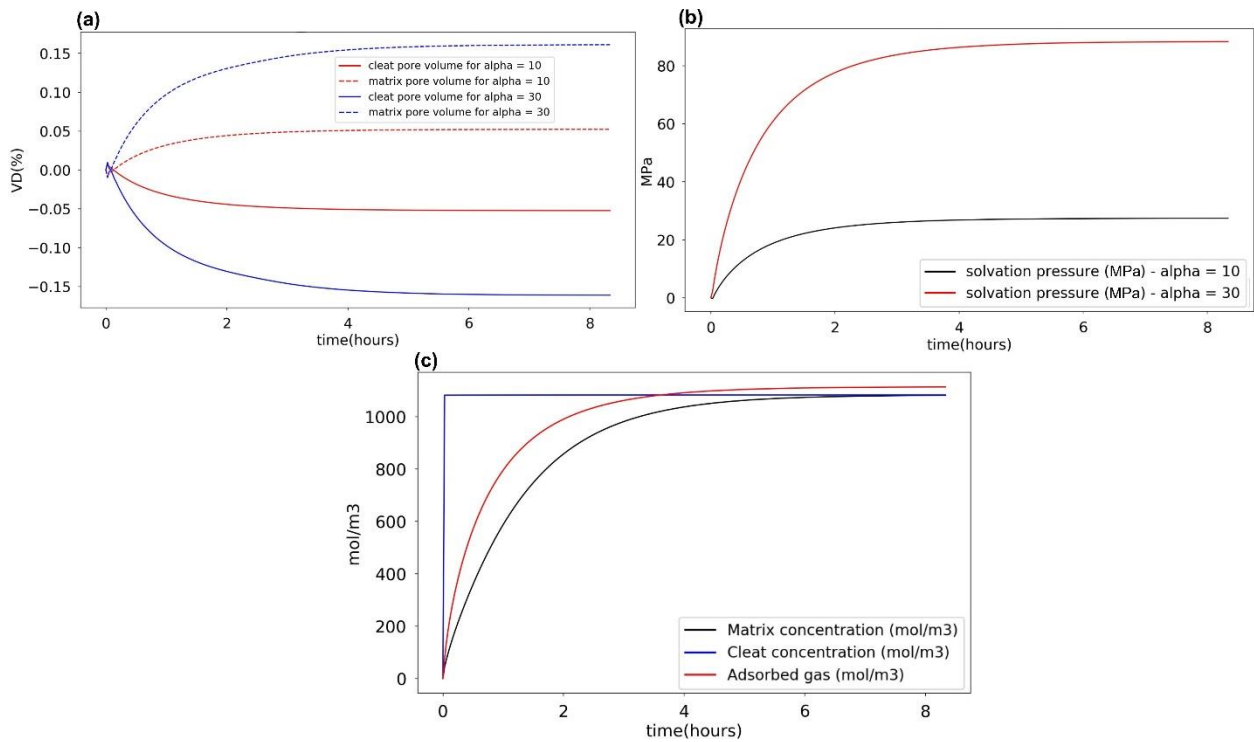 (a)
0.15
0.10
0.05
0.00
−0.05
−0.10
−0.15
VD(%)
cleat pore volume for alpha = 10
matrix pore volume for alpha = 10
cleat pore volume for alpha = 30
matrix pore volume for alpha = 30
0 2 4 6 8
time(hours)
(b)
80
60
40
20
0
MPa
solvation pressure (MPa) - alpha = 10
solvation pressure (MPa) - alpha = 30
0 2 4 6 8
time(hours)
(c)
1000
800
600
400
200
0
mol/m3
Matrix concentration (mol/m3)
Cleat concentration (mol/m3)
Adsorbed gas (mol/m3)
0 2 4 6 8
time(hours)